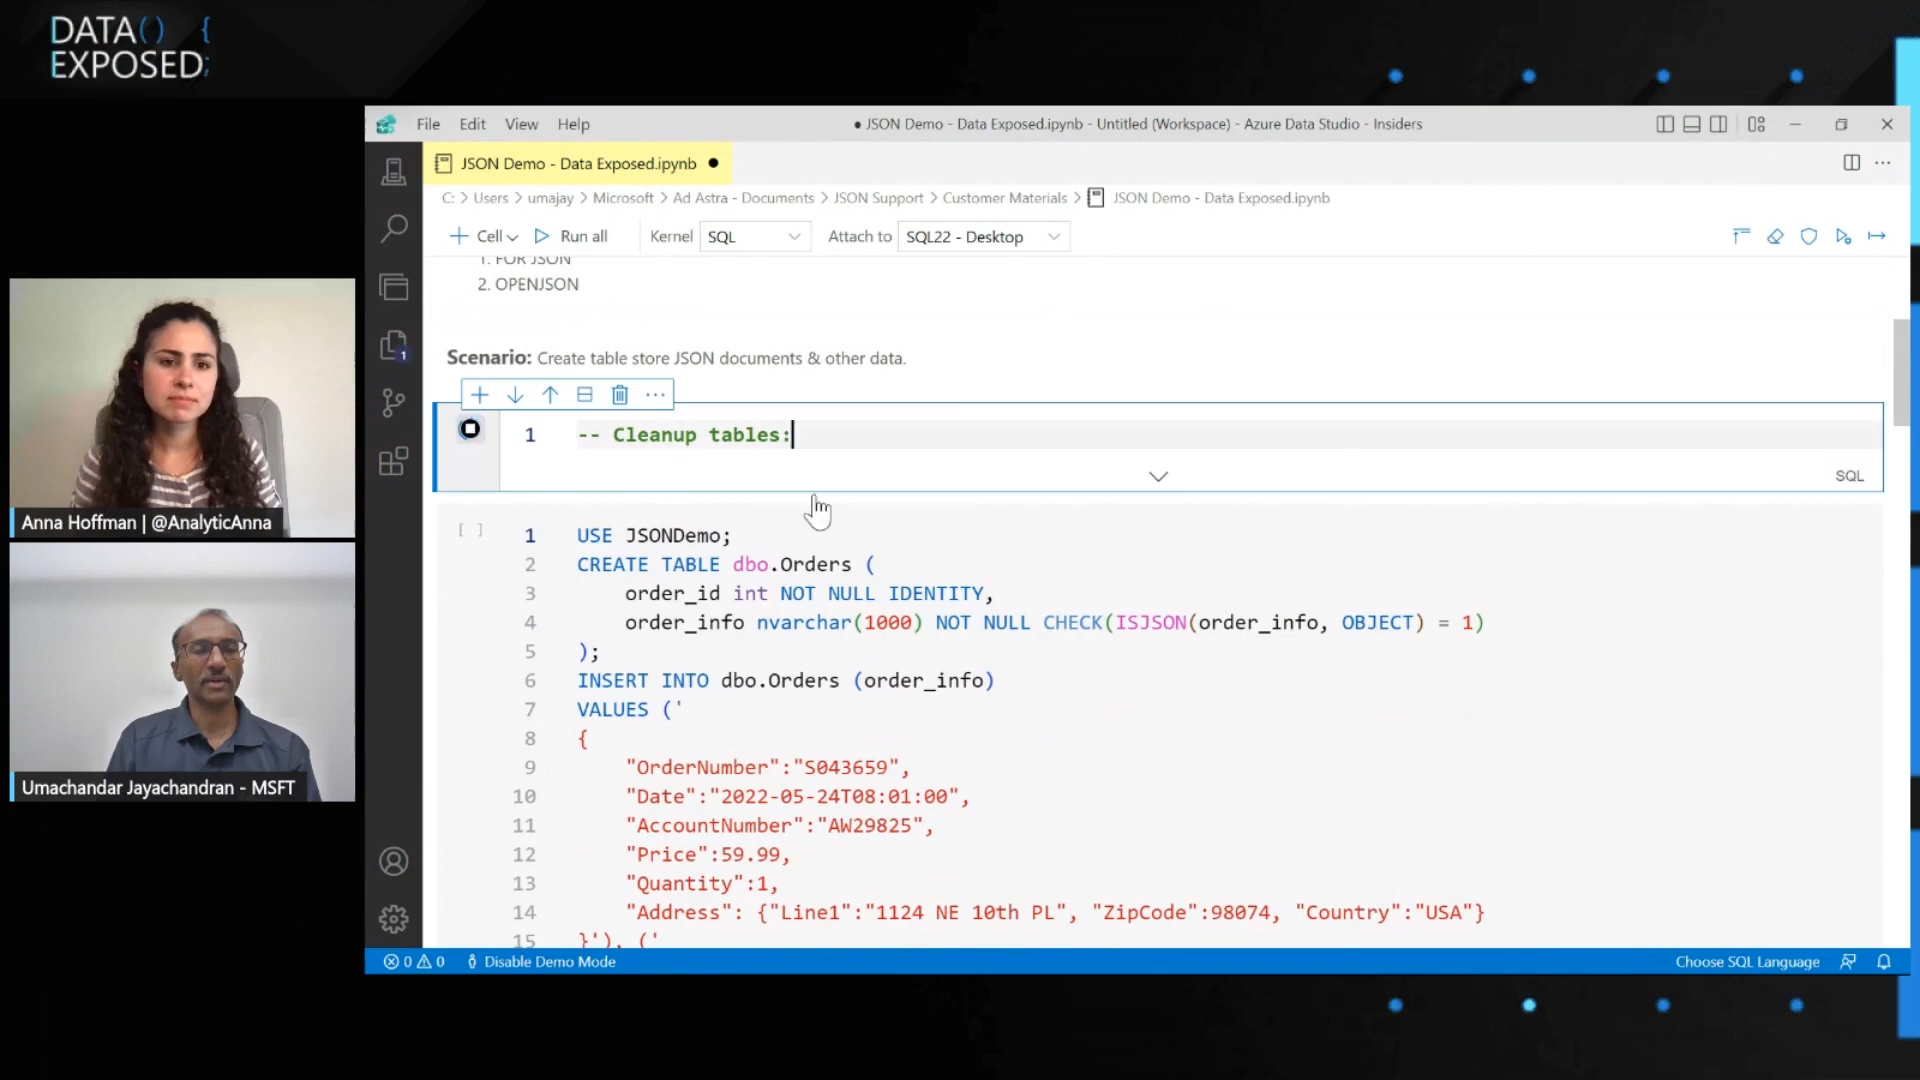 DATA() {
EXPOSED;
File Edit View Help
● JSON Demo - Data Exposed.ipynb - Untitled (Workspace) - Azure Data Studio - Insiders
JSON Demo - Data Exposed.ipynb ●
C: > Users > umajay > Microsoft > Ad Astra - Documents > JSON Support > Customer Materials > JSON Demo - Data Exposed.ipynb
+ Cell Run all Kernel SQL Attach to SQL22 - Desktop
1. FOR JSON
2. OPENJSON
Scenario: Create table store JSON documents & other data.
1 -- Cleanup tables:
SQL
[ ] 1 USE JSONDemo;
2 CREATE TABLE dbo.Orders (
3 order_id int NOT NULL IDENTITY,
4 order_info nvarchar(1000) NOT NULL CHECK(ISJSON(order_info, OBJECT) = 1)
5 );
6 INSERT INTO dbo.Orders (order_info)
7 VALUES ('
8 {
9 "OrderNumber":"S043659",
10 "Date":"2022-05-24T08:01:00",
11 "AccountNumber":"AW29825",
12 "Price":59.99,
13 "Quantity":1,
14 "Address": {"Line1":"1124 NE 10th PL", "ZipCode":98074, "Country":"USA"}
15 }'), ('
1
0 0 Disable Demo Mode
Choose SQL Language
Anna Hoffman | @AnalyticAnna
Umachandar Jayachandran - MSFT